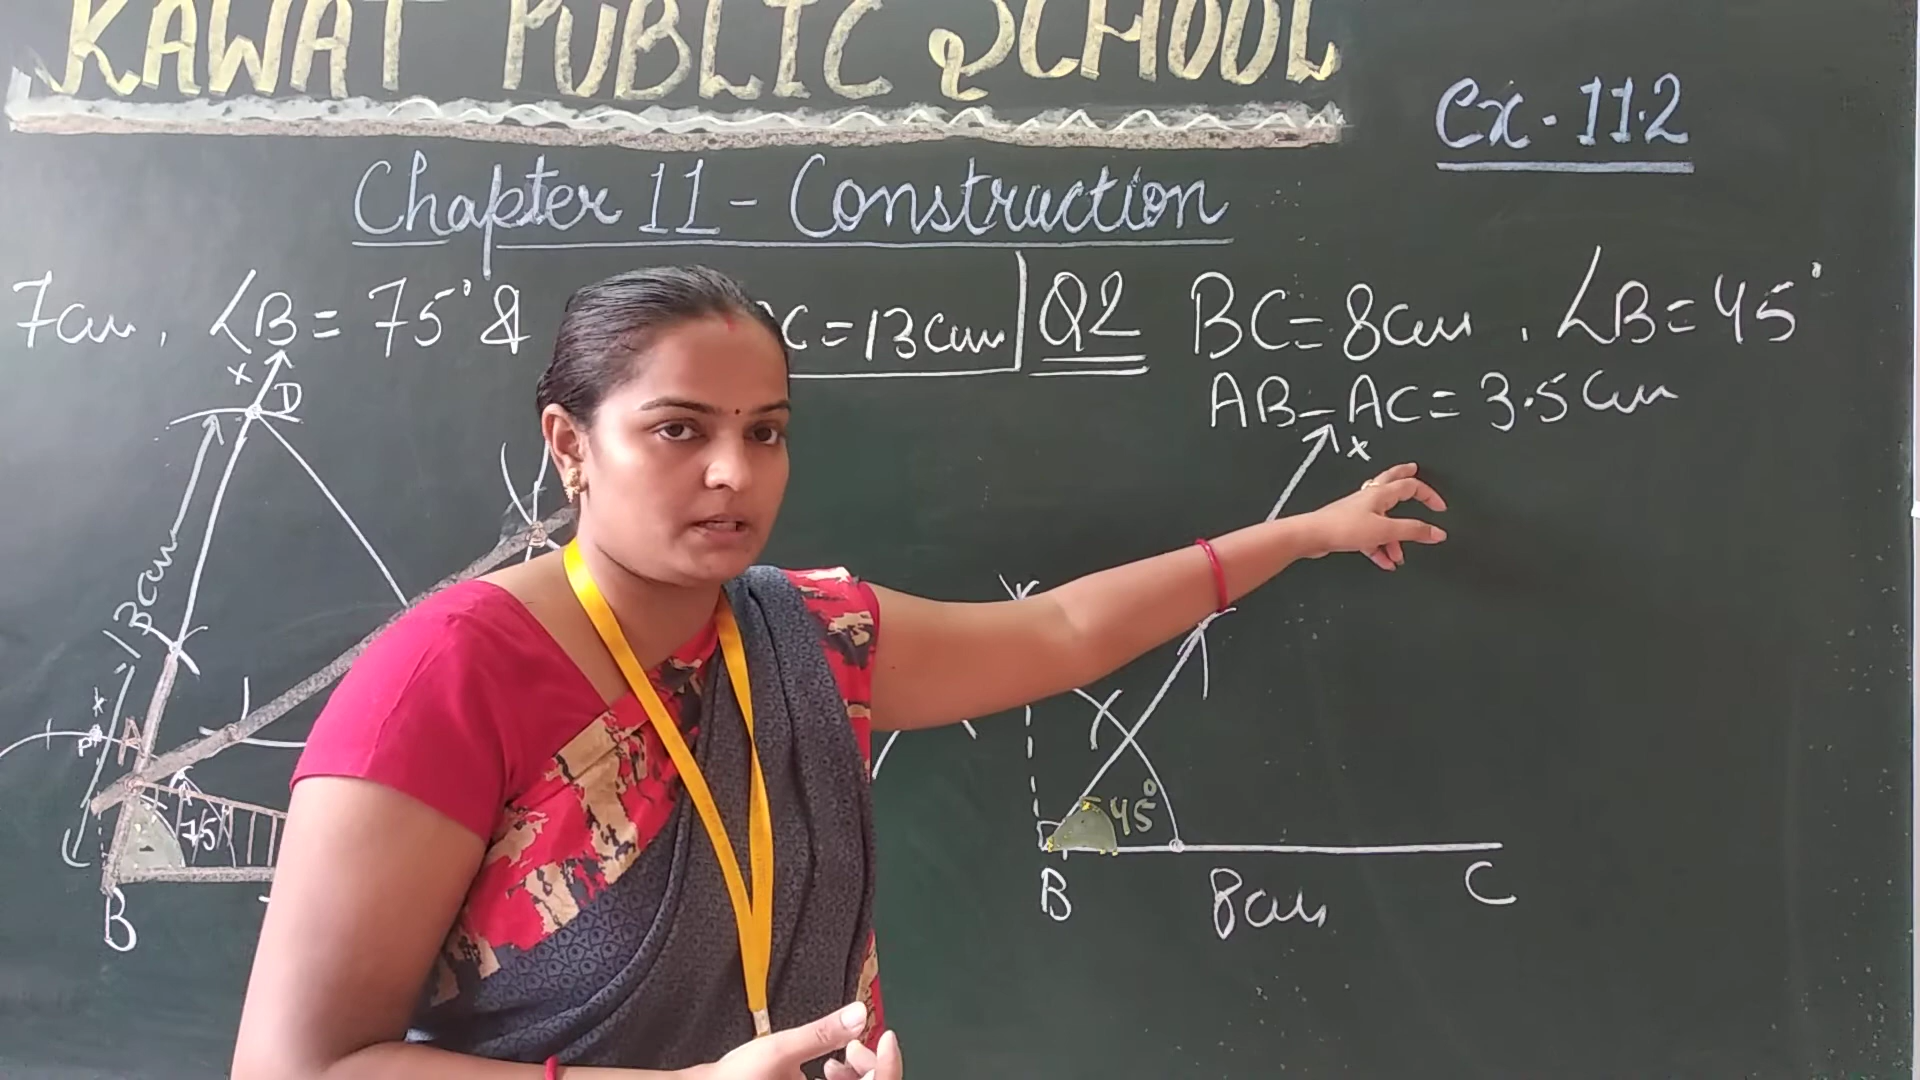 KAWAT PUBLIC SCHOOL
Ex - 11.2
Chapter 11 - Construction
7cm, ∠B = 75° & C = 13cm
Q2 BC = 8cm, ∠B = 45°
AB - AC = 3.5cm
x
D
x
13cm
x
P
A
75
45°
B
B
8cm
C